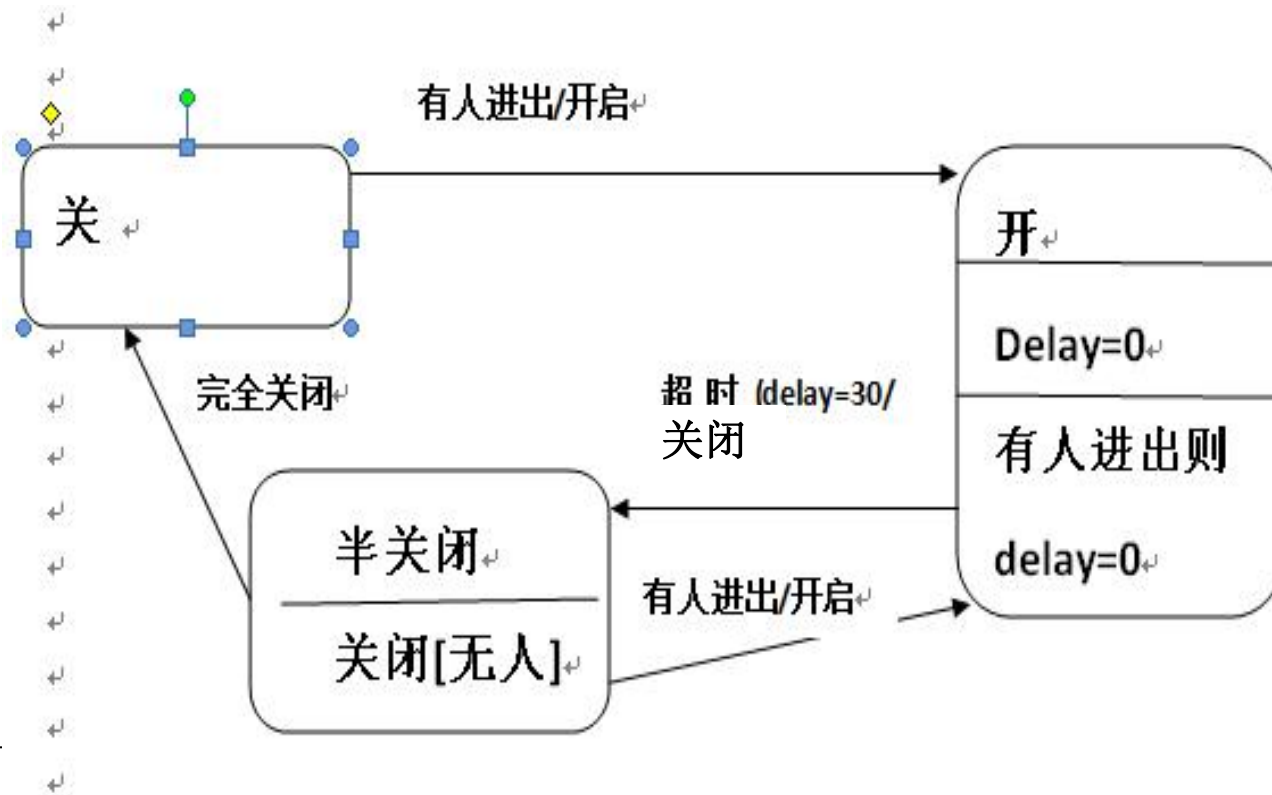 有人进出/开启
关
开
Delay=0
完全关闭
超 时 (delay=30/
关闭
有人进出则
delay=0
半关闭
关闭[无人]
有人进出/开启